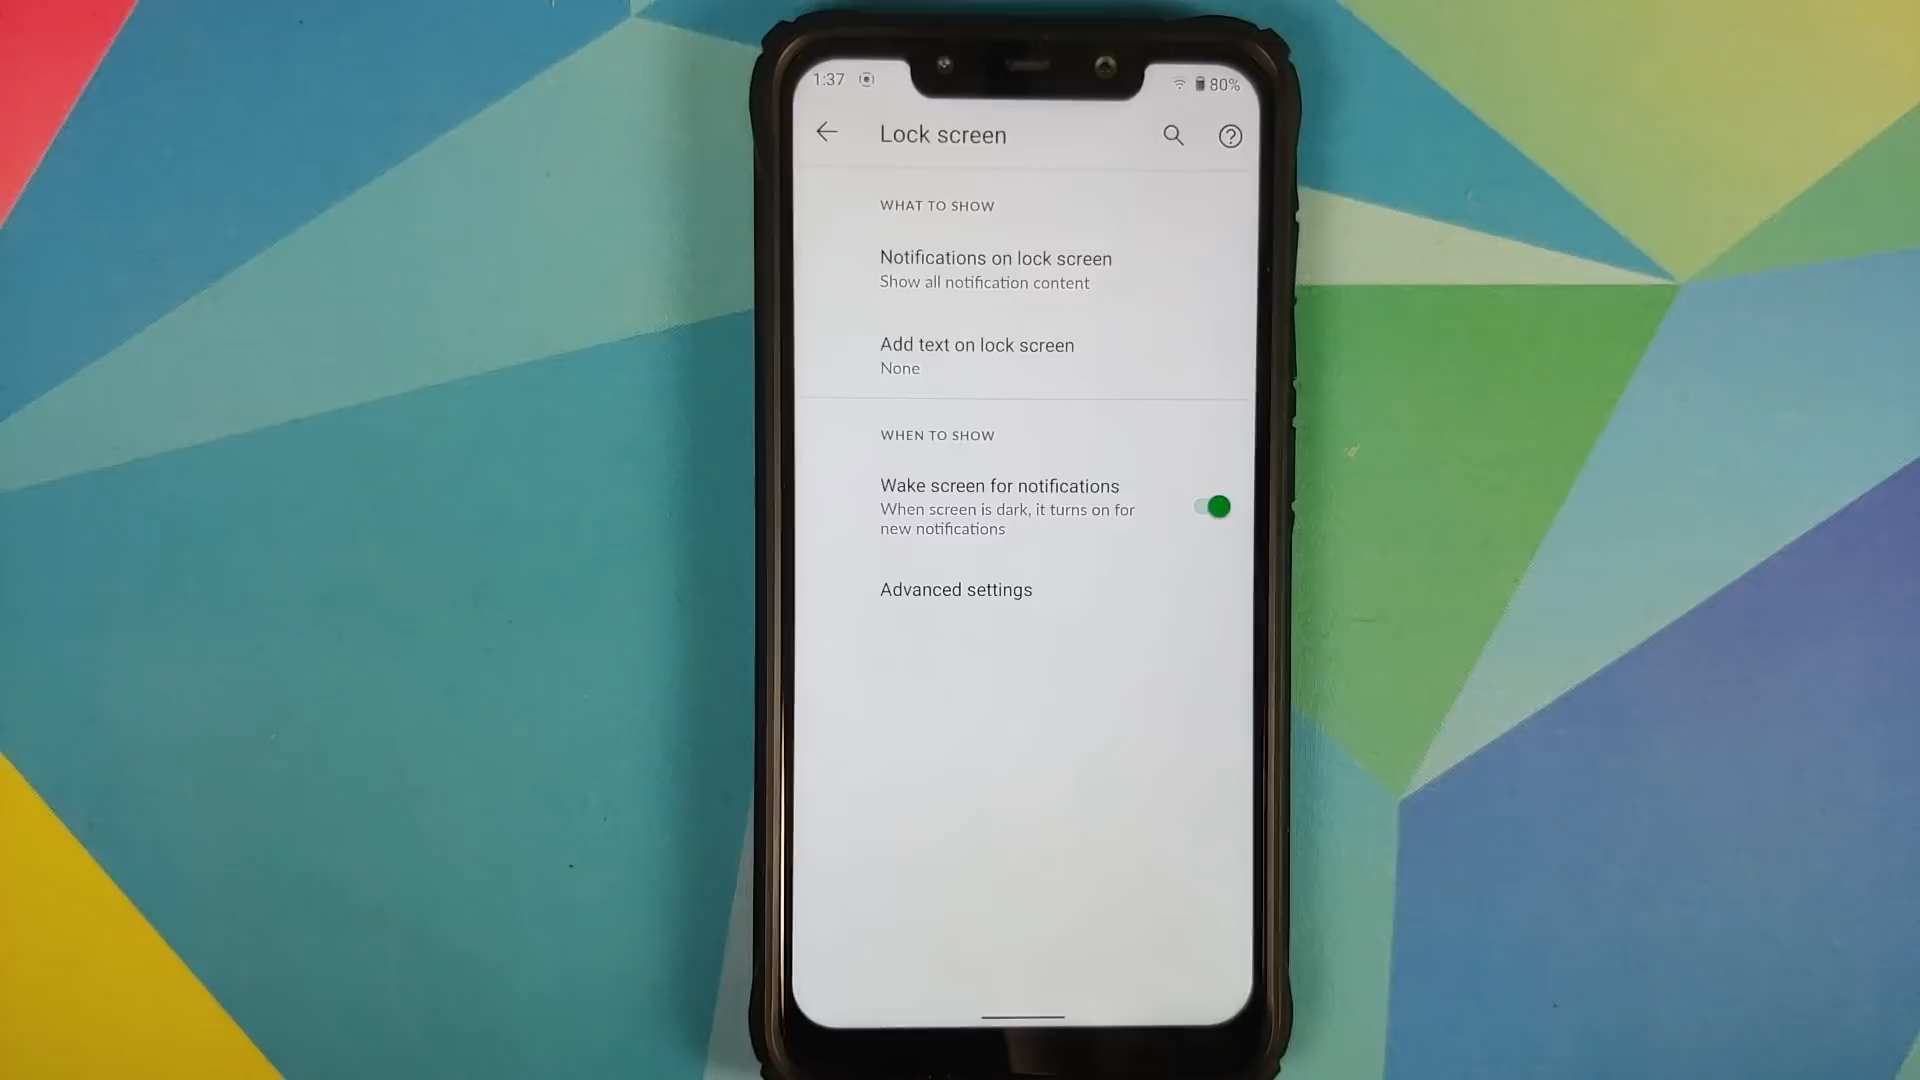 1:37
80%
Lock screen
WHAT TO SHOW
Notifications on lock screen
Show all notification content
Add text on lock screen
None
WHEN TO SHOW
Wake screen for notifications
When screen is dark, it turns on for
new notifications
Advanced settings